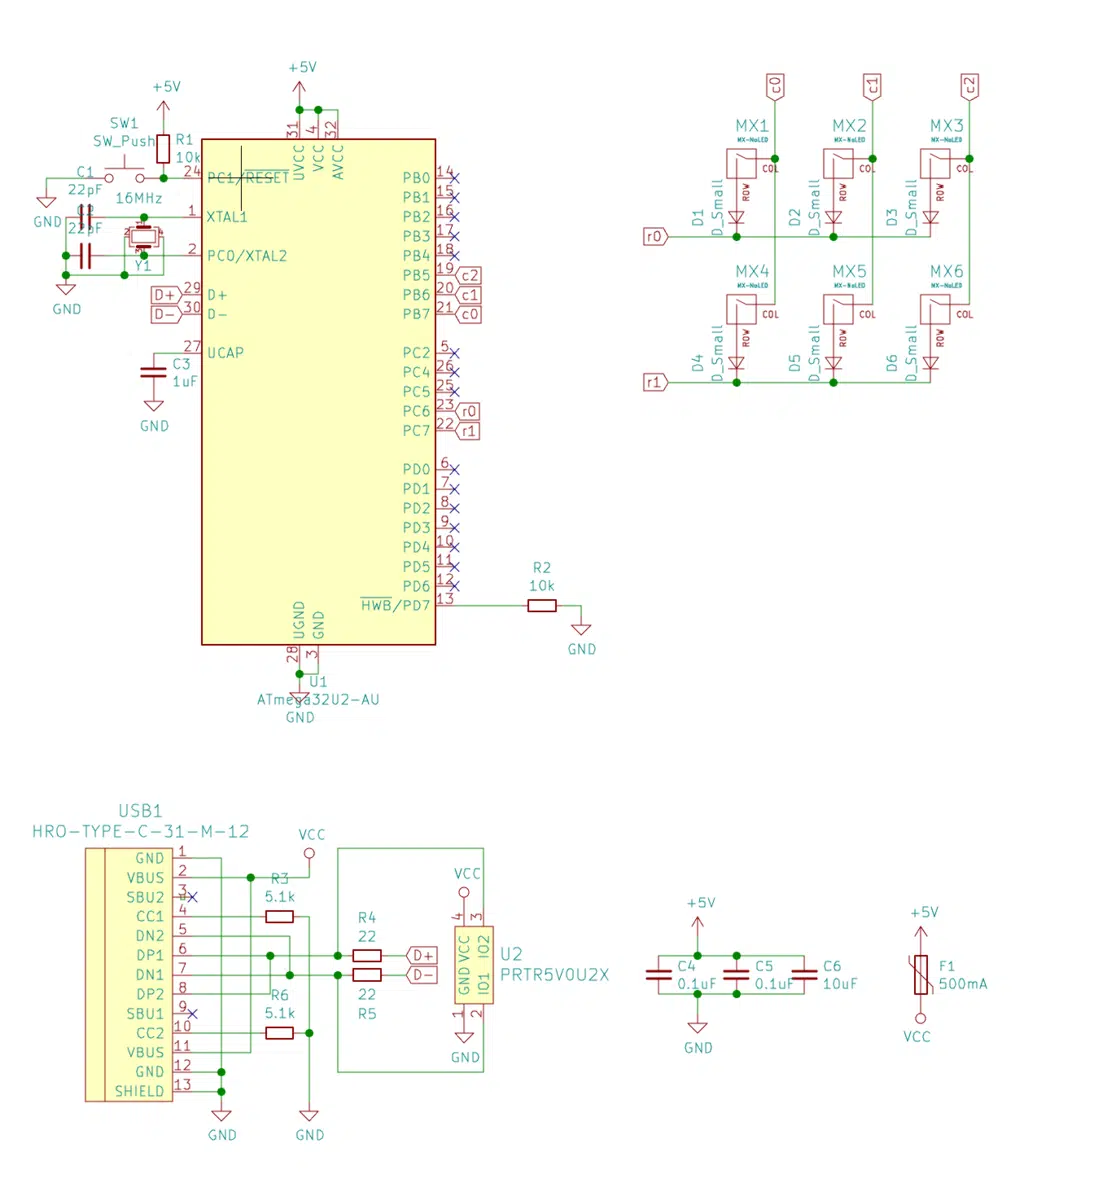 +5V
+5V
SW1
SW_Push
R1
10k
C1
22pF
16MHz
GND
C2
22pF
Y1
GND
24
PC1/RESET
1
XTAL1
2
PC0/XTAL2
D+
29
D+
D-
30
D-
27
UCAP
C3
1uF
GND
31
4
32
UVCC
VCC
AVCC
PB0
14
PB1
15
PB2
16
PB3
17
PB4
18
PB5
19
c2
PB6
20
c1
PB7
21
c0
PC2
5
PC4
26
PC5
25
PC6
23
r0
PC7
22
r1
PD0
6
PD1
7
PD2
8
PD3
9
PD4
10
PD5
11
PD6
12
HWB/PD7
13
R2
10k
GND
UGND
GND
28
3
U1
ATmega32U2-AU
GND
c0
c1
c2
MX1
MX-NoLED
COL
ROW
D1
D_Small
MX2
MX-NoLED
COL
ROW
D2
D_Small
MX3
MX-NoLED
COL
ROW
D3
D_Small
r0
MX4
MX-NoLED
COL
ROW
D4
D_Small
MX5
MX-NoLED
COL
ROW
D5
D_Small
MX6
MX-NoLED
COL
ROW
D6
D_Small
r1
USB1
HRO-TYPE-C-31-M-12
GND
1
VBUS
2
SBU2
3
CC1
4
DN2
5
DP1
6
DN1
7
DP2
8
SBU1
9
CC2
10
VBUS
11
GND
12
SHIELD
13
GND
VCC
R3
5.1k
R6
5.1k
GND
R4
22
D+
D-
22
R5
VCC
4
3
GND
VCC
IO1
IO2
1
2
U2
PRTR5V0U2X
GND
+5V
C4
0.1uF
C5
0.1uF
C6
10uF
GND
+5V
F1
500mA
VCC